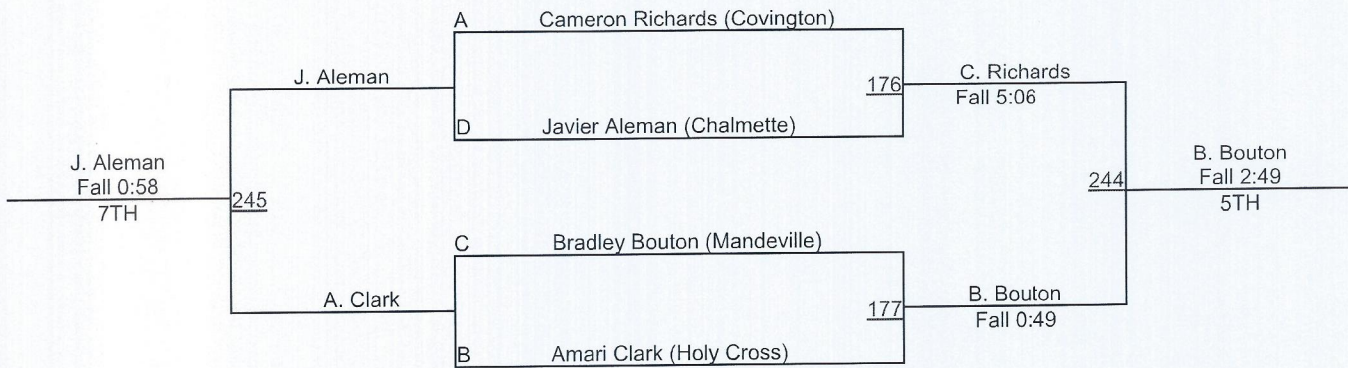 A Cameron Richards (Covington)
J. Aleman
176
C. Richards
Fall 5:06
D Javier Aleman (Chalmette)
J. Aleman
Fall 0:58
7TH
245
244
B. Bouton
Fall 2:49
5TH
C Bradley Bouton (Mandeville)
A. Clark
177
B. Bouton
Fall 0:49
B Amari Clark (Holy Cross)